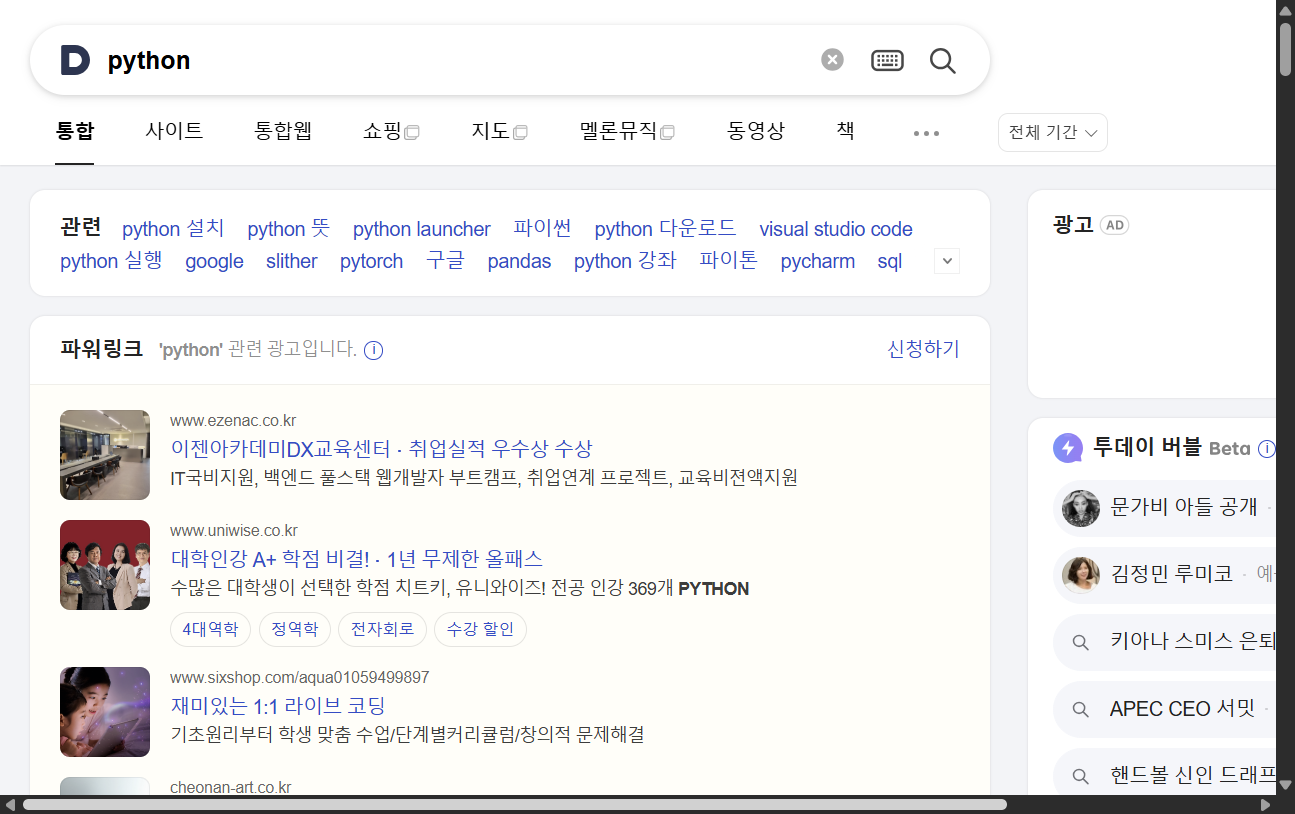 D python
통합 사이트 통합웹 쇼핑 지도 멜론뮤직 동영상 책 ••• 전체 기간
관련 python 설치 python 뜻 python launcher 파이썬 python 다운로드 visual studio code
python 실행 google slither pytorch 구글 pandas python 강좌 파이톤 pycharm sql
파워링크 'python' 관련 광고입니다. 신청하기
www.ezenac.co.kr
이젠아카데미DX교육센터 · 취업실적 우수상 수상
IT국비지원, 백엔드 풀스택 웹개발자 부트캠프, 취업연계 프로젝트, 교육비전액지원
www.uniwise.co.kr
대학인강 A+ 학점 비결! · 1년 무제한 올패스
수많은 대학생이 선택한 학점 치트키, 유니와이즈! 전공 인강 369개 PYTHON
4대역학 정역학 전자회로 수강 할인
www.sixshop.com/aqua01059499897
재미있는 1:1 라이브 코딩
기초원리부터 학생 맞춤 수업/단계별커리큘럼/창의적 문제해결
cheonan-art.co.kr
광고 AD
투데이 버블 Beta
문가비 아들 공개 ·
김정민 루미코 · 예
키아나 스미스 은퇴
APEC CEO 서밋 ·
핸드볼 신인 드래프